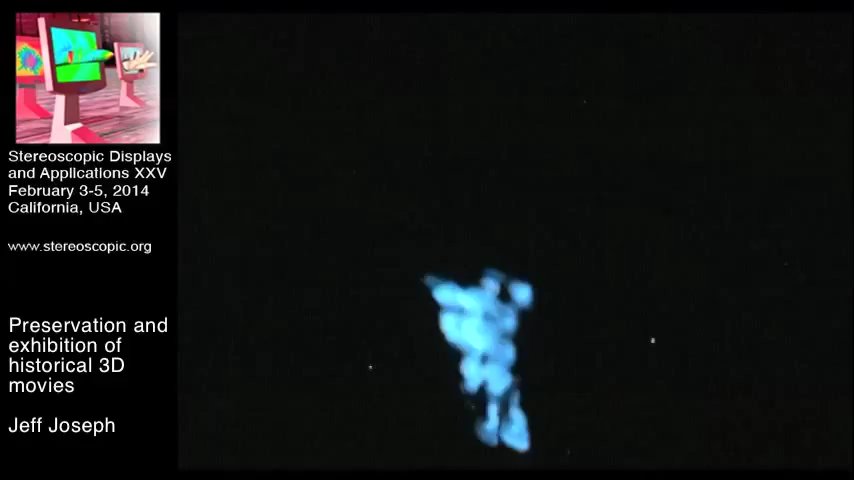 Stereoscopic Displays
and Applications XXV
February 3-5, 2014
California, USA
www.stereoscopic.org
Preservation and
exhibition of
historical 3D
movies
Jeff Joseph